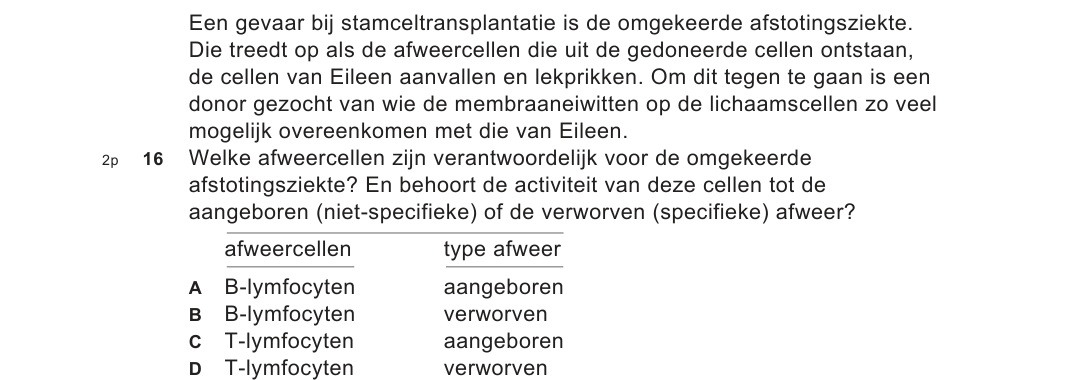 Een gevaar bij stamceltransplantatie is de omgekeerde afstotingsziekte.
Die treedt op als de afweercellen die uit de gedoneerde cellen ontstaan,
de cellen van Eileen aanvallen en lekprikken. Om dit tegen te gaan is een
donor gezocht van wie de membraaneiwitten op de lichaamscellen zo veel
mogelijk overeenkomen met die van Eileen.
2p 16 Welke afweercellen zijn verantwoordelijk voor de omgekeerde
afstotingsziekte? En behoort de activiteit van deze cellen tot de
aangeboren (niet-specifieke) of de verworven (specifieke) afweer?
afweercellen type afweer
A B-lymfocyten aangeboren
B B-lymfocyten verworven
C T-lymfocyten aangeboren
D T-lymfocyten verworven